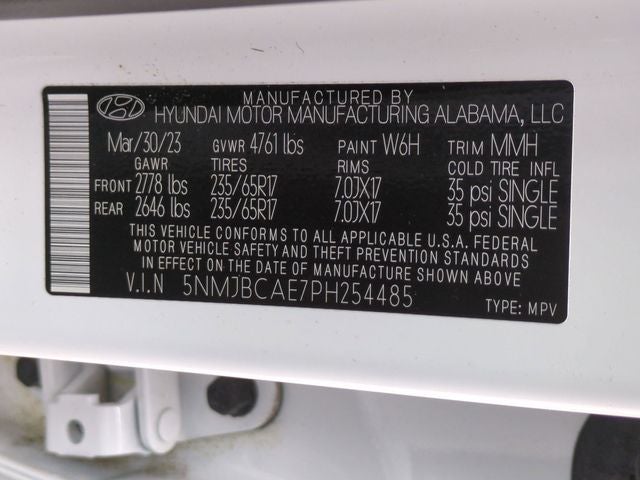 MANUFACTURED BY
HYUNDAI MOTOR MANUFACTURING ALABAMA, LLC
Mar/30/23 GVWR 4761 lbs PAINT W6H TRIM MMH
GAWR TIRES RIMS COLD TIRE INFL
FRONT 2778 lbs 235/65R17 7.0JX17 35 psi SINGLE
REAR 2646 lbs 235/65R17 7.0JX17 35 psi SINGLE
THIS VEHICLE CONFORMS TO ALL APPLICABLE U.S.A. FEDERAL
MOTOR VEHICLE SAFETY AND THEFT PREVENTION STANDARDS
IN EFFECT ON THE DATE OF MANUFACTURE SHOWN ABOVE
V.I.N 5NMJBCAE7PH254485
TYPE: MPV